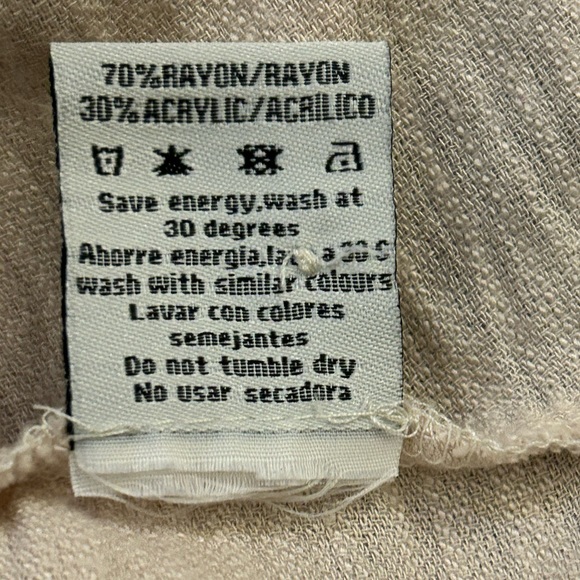 70%RAYON/RAYON
30%ACRYLIC/ACRILICO
Save energy.wash at
30 degrees
Ahorre energia, a C
wash with similar colours
Lavar con colores
semejantes
Do not tumble dry
No usar secadora